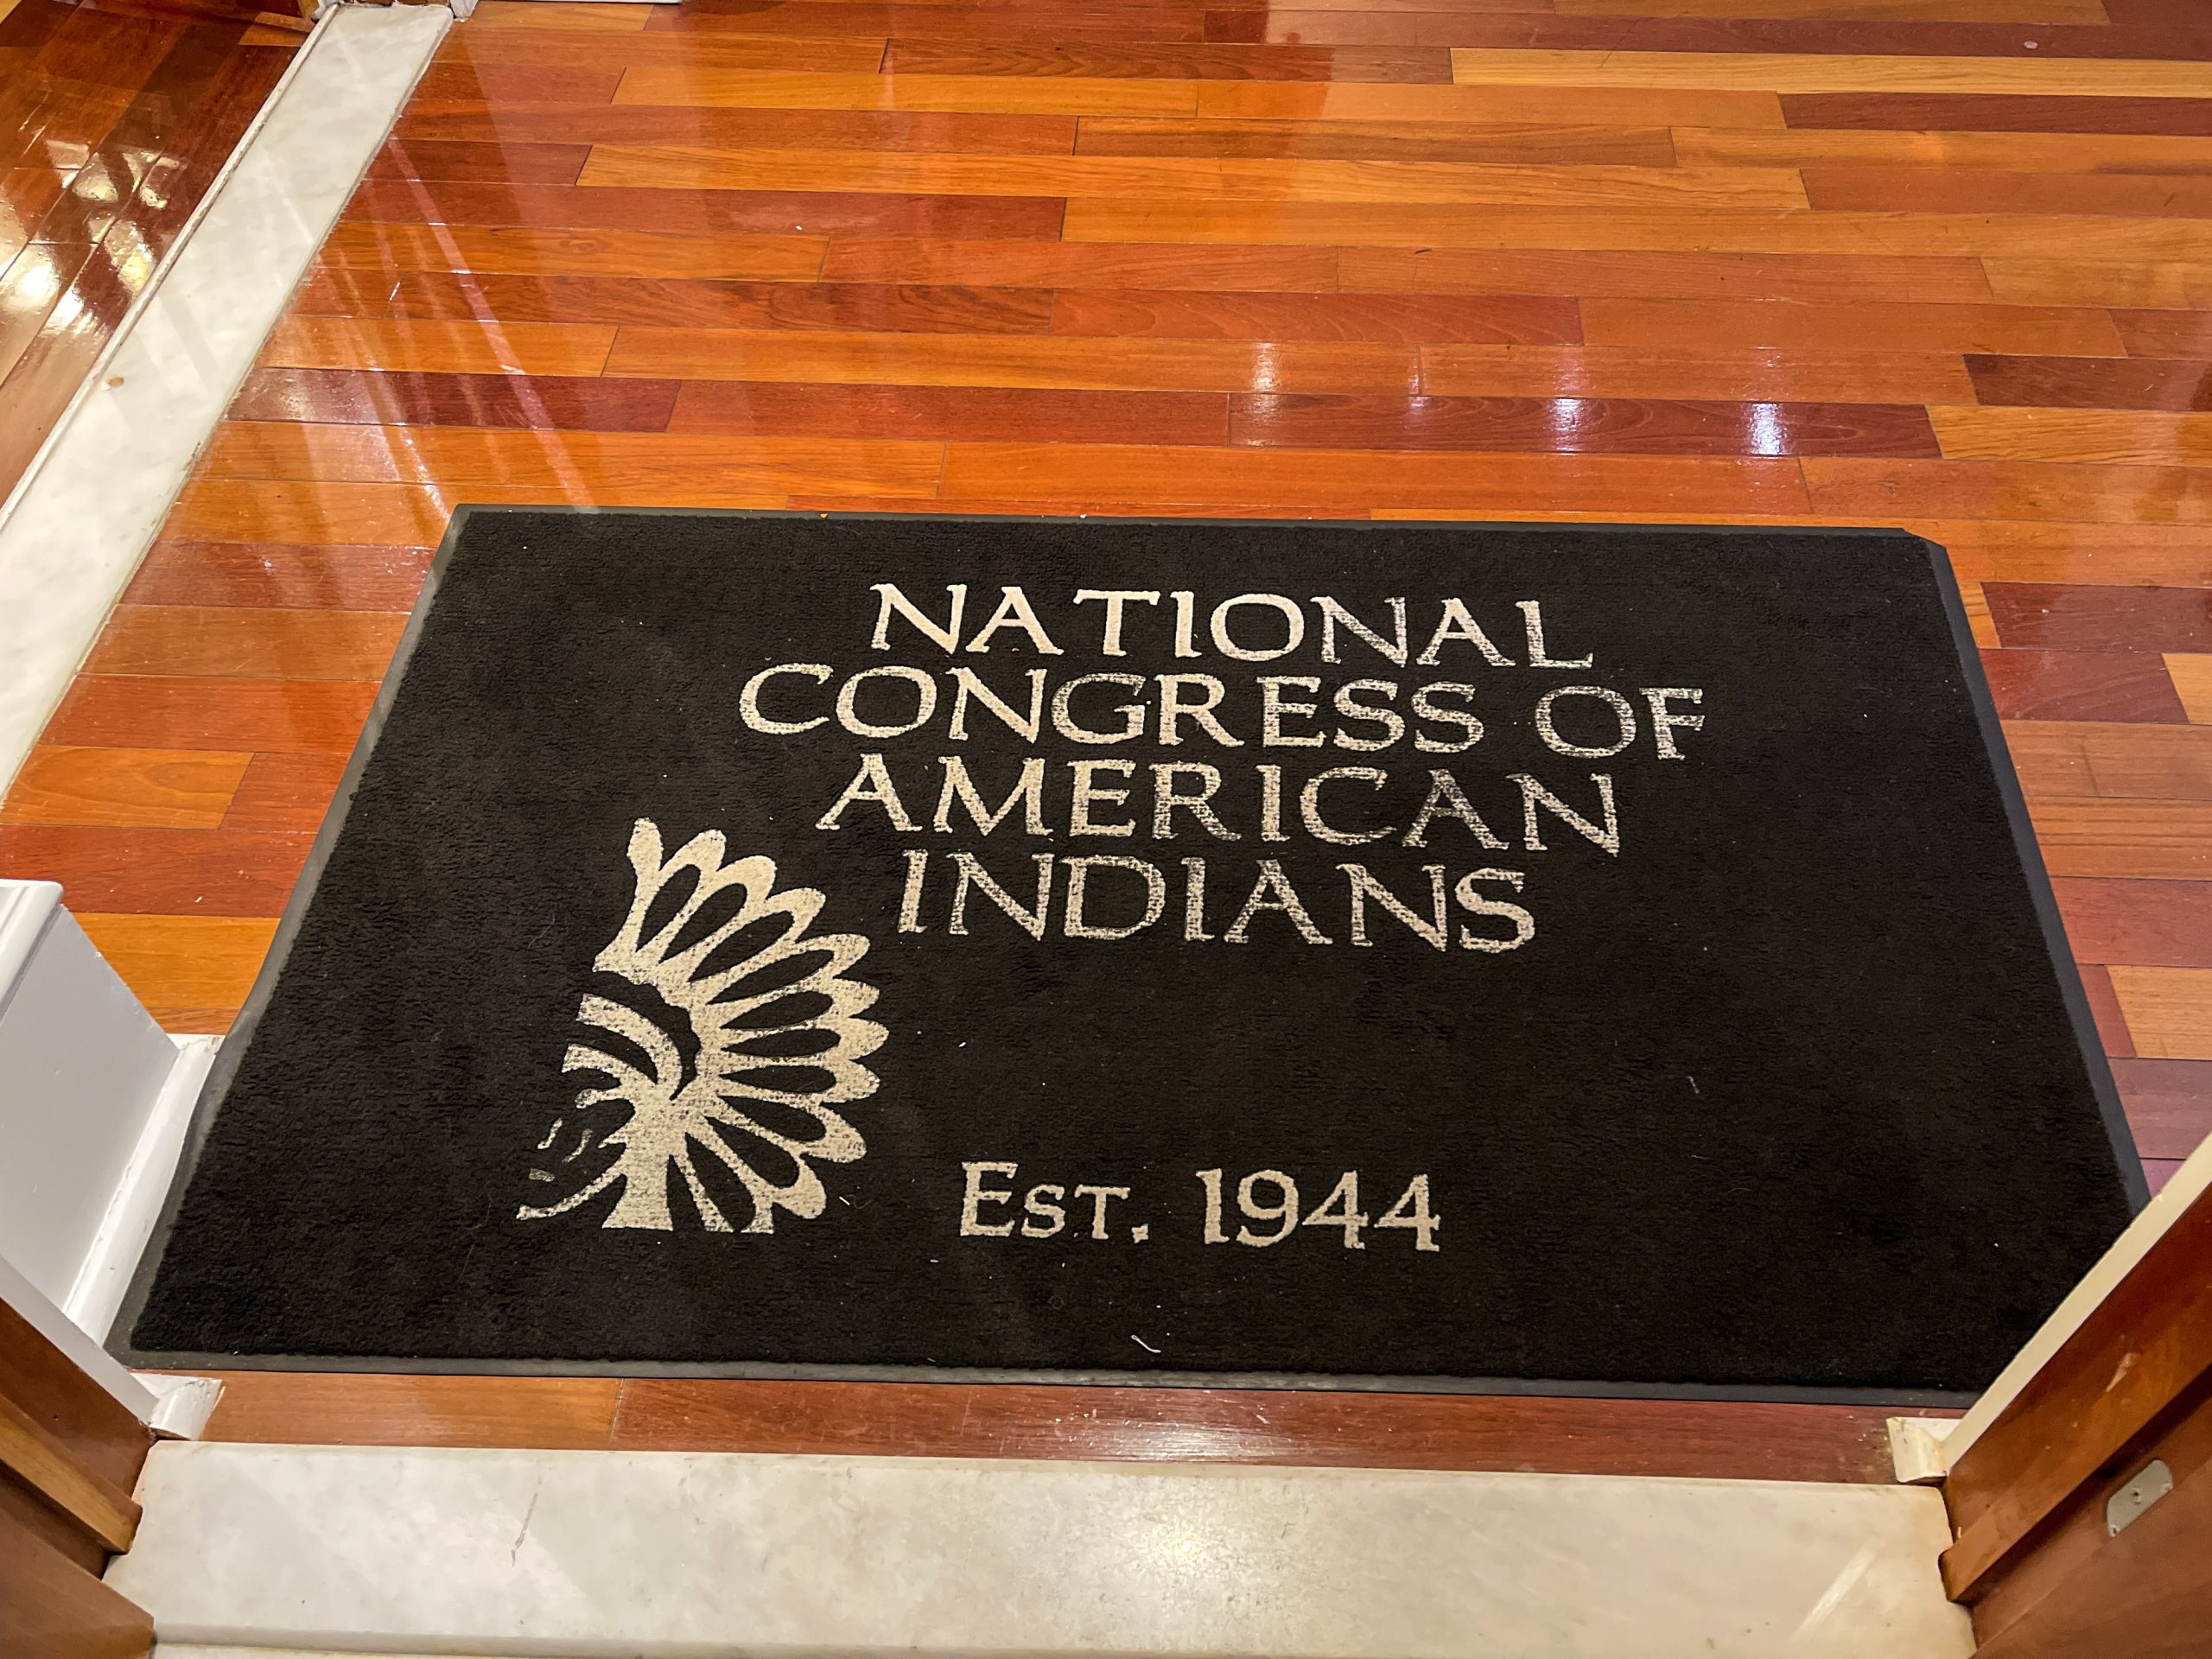 NATIONAL
CONGRESS OF
AMERICAN
INDIANS
EST. 1944